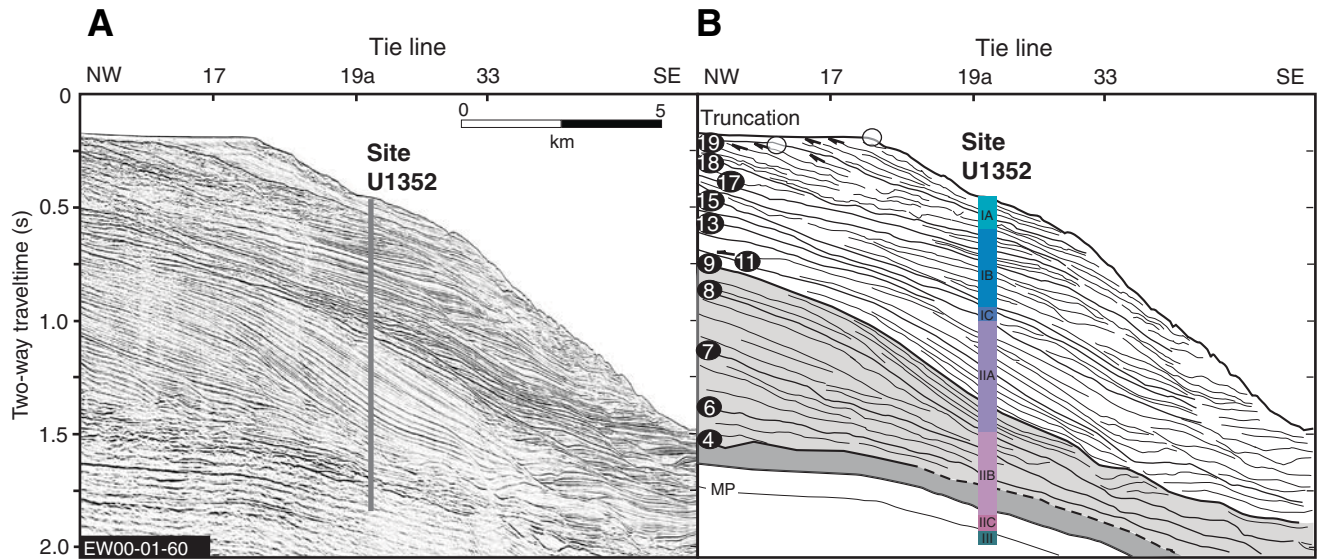 A
B
Tie line
Tie line
NW 17 19a 33 SE
NW 17 19a 33 SE
0
0 5
km
Site
U1352
0.5
1.0
1.5
2.0
Two-way traveltime (s)
EW00-01-60
Truncation
19
18
17
15
13
11
9
8
7
6
4
MP
Site
U1352
IA
IB
IC
IIA
IIB
IIC
III